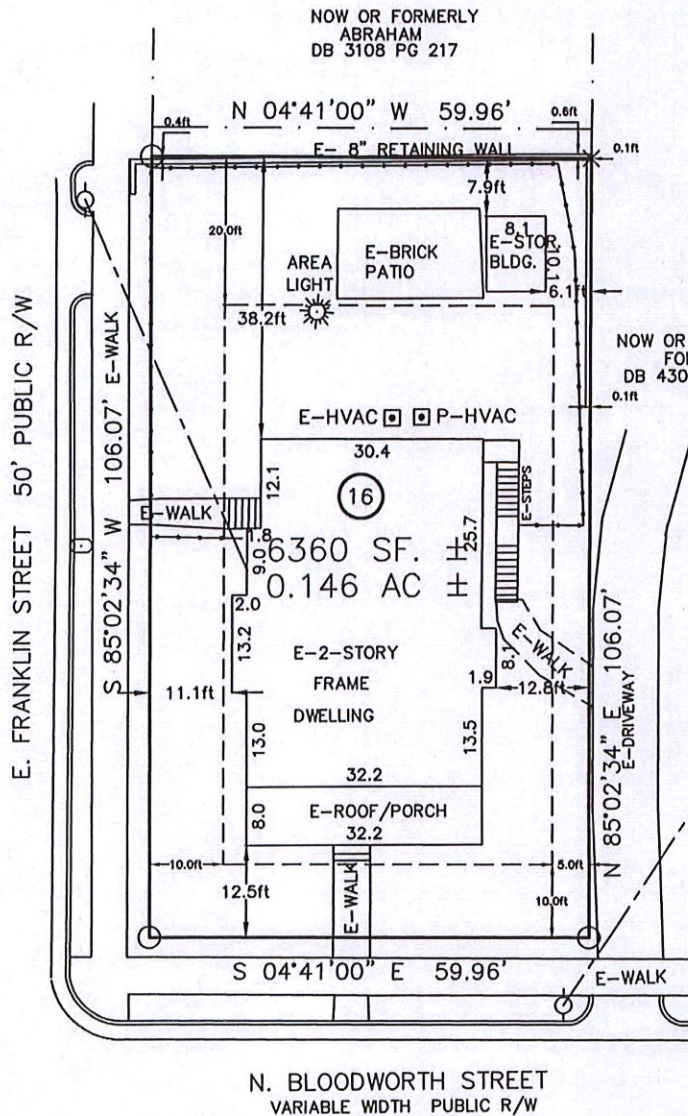 NOW OR FORMERLY
ABRAHAM
DB 3108 PG 217
N 04°41'00" W 59.96'
0.4ft
0.6ft
E- 8" RETAINING WALL
0.1ft
7.9ft
20.0ft
8.1
E-STOR.
BLDG.
10.1
E-BRICK
PATIO
AREA
LIGHT
6.1ft
38.2ft
NOW OR
FOR
DB 430
0.1ft
E-HVAC
P-HVAC
30.4
E-STEPS
12.1
16
25.7
E-WALK
1.8
6360 SF. ±
0.146 AC ±
9.0
2.0
13.2
E-2-STORY
FRAME
DWELLING
E-WALK
8.1
1.9
12.8ft
11.1ft
13.0
13.5
32.2
E-ROOF/PORCH
32.2
8.0
10.0ft
5.0ft
12.5ft
10.0ft
E-WALK
S 04°41'00" E 59.96'
E-WALK
E. FRANKLIN STREET 50' PUBLIC R/W
S 85°02'34" W 106.07'
E-WALK
N 85°02'34" E 106.07'
E-DRIVEWAY
N. BLOODWORTH STREET
VARIABLE WIDTH PUBLIC R/W